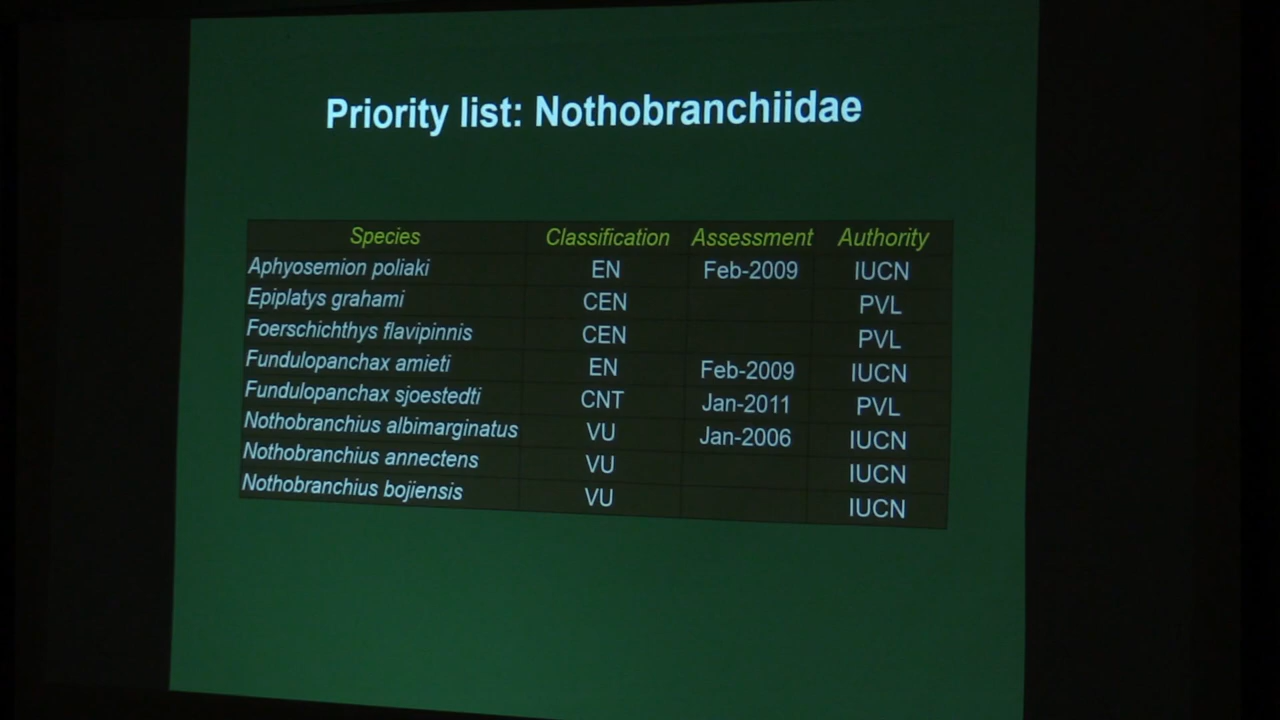 Priority list: Nothobranchiidae
Species Classification Assessment Authority
Aphyosemion poliaki EN Feb-2009 IUCN
Epiplatys grahami CEN PVL
Foerschichthys flavipinnis CEN PVL
Fundulopanchax amieti EN Feb-2009 IUCN
Fundulopanchax sjoestedti CNT Jan-2011 PVL
Nothobranchius albimarginatus VU Jan-2006 IUCN
Nothobranchius annectens VU IUCN
Nothobranchius bojiensis VU IUCN